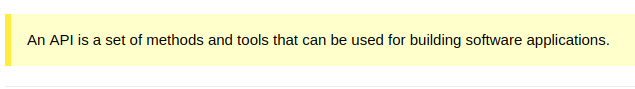 An API is a set of methods and tools that can be used for building software applications.